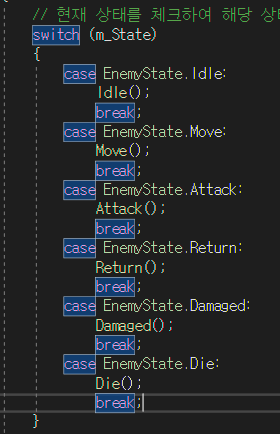 // 현재 상태를 체크하여 해당 상
switch (m_State)
{
case EnemyState.Idle:
Idle();
break;
case EnemyState.Move:
Move();
break;
case EnemyState.Attack:
Attack();
break;
case EnemyState.Return:
Return();
break;
case EnemyState.Damaged:
Damaged();
break;
case EnemyState.Die:
Die();
break;
}